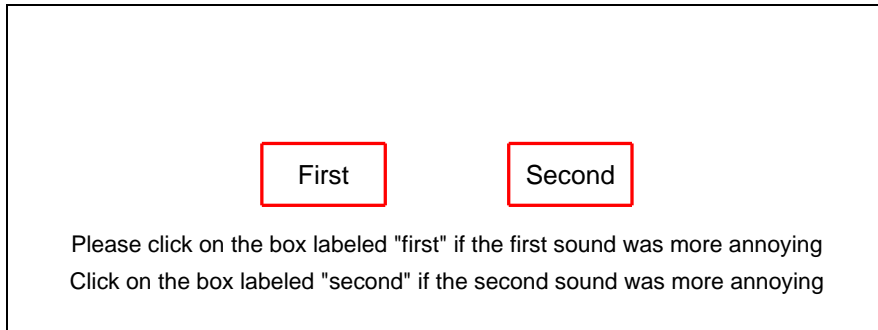 First Second
Please click on the box labeled "first" if the first sound was more annoying
Click on the box labeled "second" if the second sound was more annoying